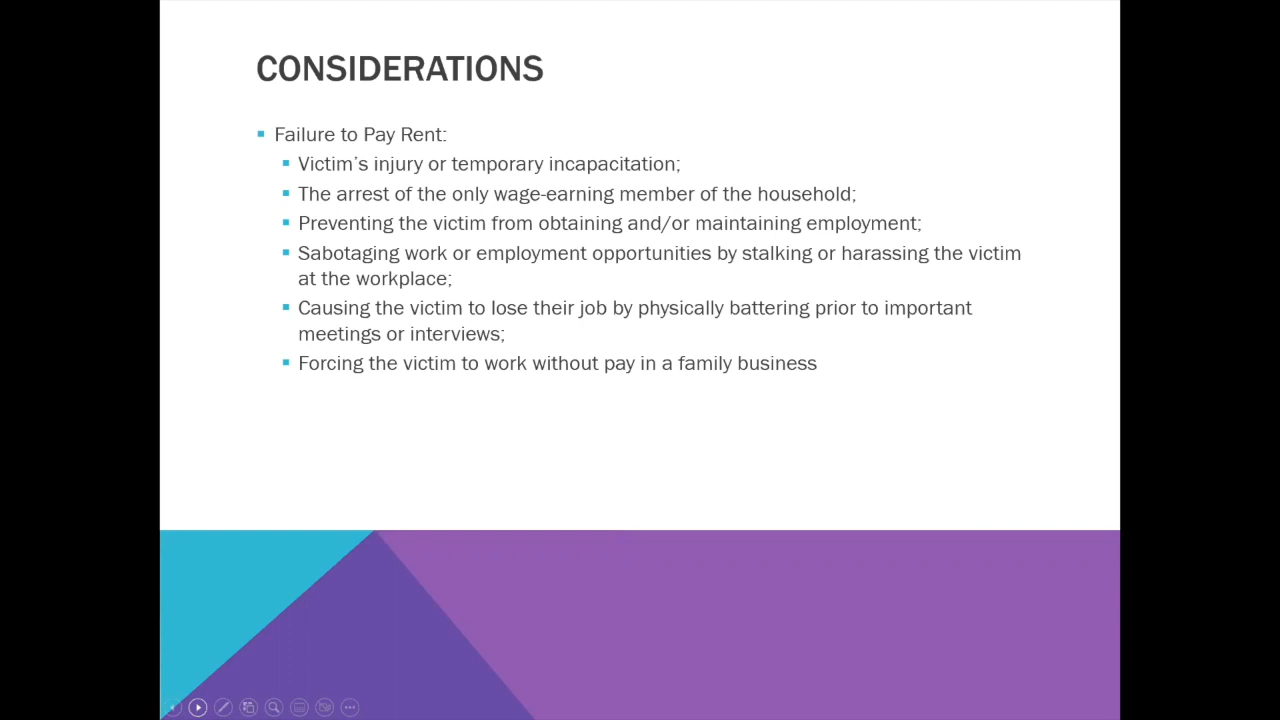 CONSIDERATIONS
Failure to Pay Rent:
Victim's injury or temporary incapacitation;
The arrest of the only wage-earning member of the household;
Preventing the victim from obtaining and/or maintaining employment;
Sabotaging work or employment opportunities by stalking or harassing the victim
at the workplace;
Causing the victim to lose their job by physically battering prior to important
meetings or interviews;
Forcing the victim to work without pay in a family business